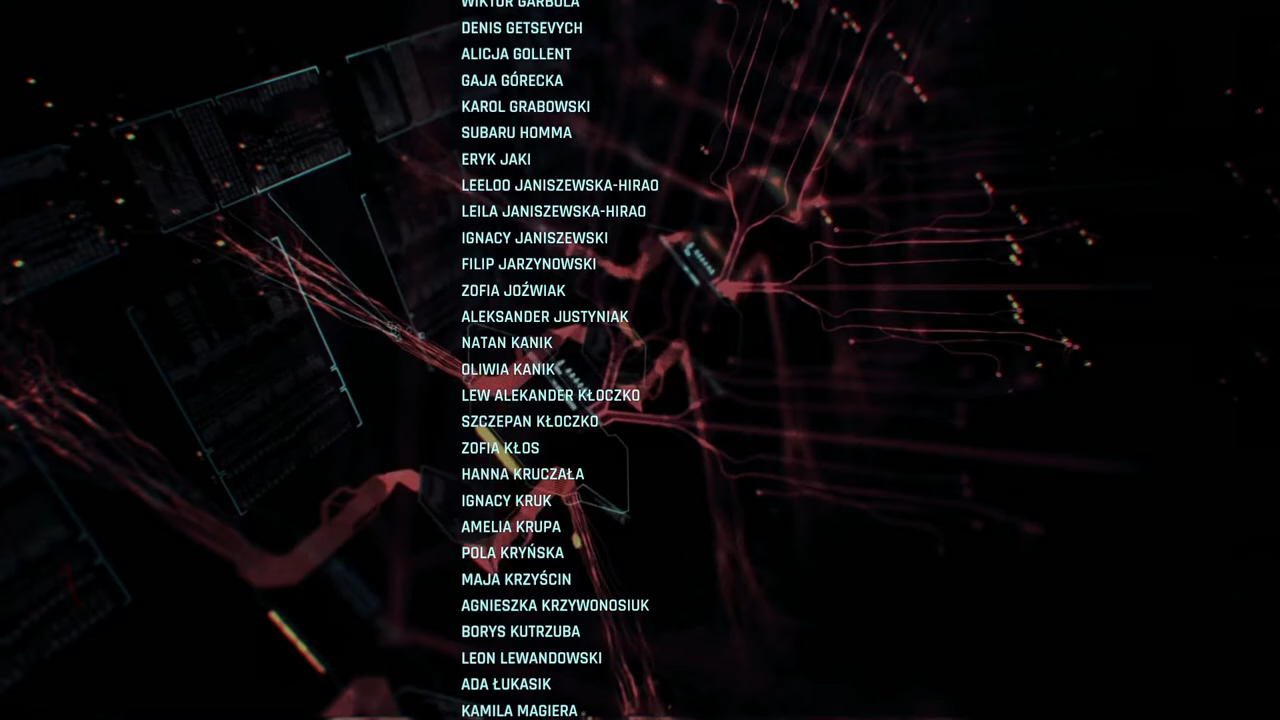 WIKTOR GARBULA
DENIS GETSEVYCH
ALICJA GOLLENT
GAJA GÓRECKA
KAROL GRABOWSKI
SUBARU HOMMA
ERYK JAKI
LEELOO JANISZEWSKA-HIRAO
LEILA JANISZEWSKA-HIRAO
IGNACY JANISZEWSKI
FILIP JARZYNOWSKI
ZOFIA JOŹWIAK
ALEKSANDER JUSTYNIAK
NATAN KANIK
OLIWIA KANIK
LEW ALEKANDER KŁOCZKO
SZCZEPAN KŁOCZKO
ZOFIA KŁOS
HANNA KRUCZAŁA
IGNACY KRUK
AMELIA KRUPA
POLA KRYŃSKA
MAJA KRZYŚCIN
AGNIESZKA KRZYWONOSIUK
BORYS KUTRZUBA
LEON LEWANDOWSKI
ADA ŁUKASIK
KAMILA MAGIERA